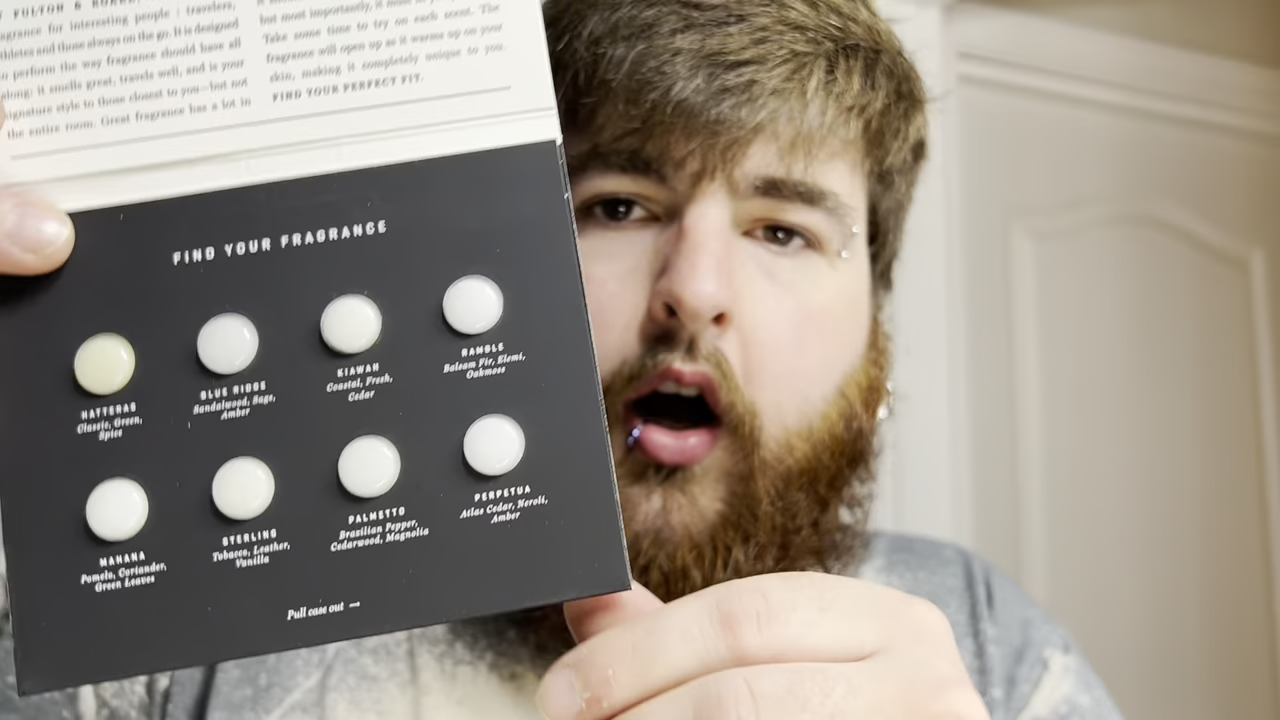 FULTON &
fragrance for interesting people : travelers,
athletes and those always on the go. It is designed
to perform the way fragrance should have all
along: it smells great, travels well, and is your
signature style to those closest to you—but not
the entire room. Great fragrance has a lot in
but most importantly, it must
Take some time to try on each scent. The
fragrance will open up as it warms up on your
skin, making it completely unique to you.
FIND YOUR PERFECT FIT.
FIND YOUR FRAGRANCE
HATTERAS
Classic, Green,
Spice
BLUE RIDGE
Sandalwood, Sage,
Amber
KIAWAH
Coastal, Fresh,
Cedar
RAMBLE
Balsam Fir, Elemi,
Oakmoss
MAHANA
Pomelo, Coriander,
Green Leaves
STERLING
Tobacco, Leather,
Vanilla
PALMETTO
Brazilian Pepper,
Cedarwood, Magnolia
PERPETUA
Atlas Cedar, Neroli,
Amber
Pull case out →